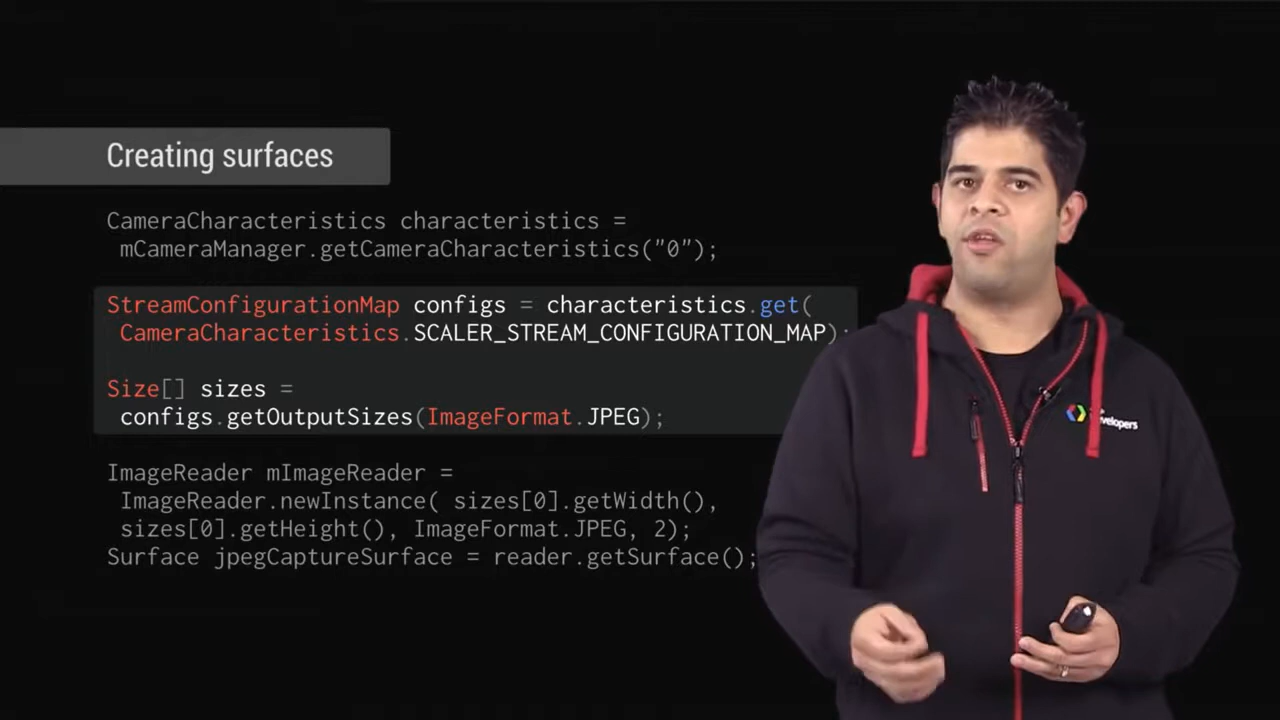 Creating surfaces
CameraCharacteristics characteristics =
mCameraManager.getCameraCharacteristics("0");
StreamConfigurationMap configs = characteristics.get(
CameraCharacteristics.SCALER_STREAM_CONFIGURATION_MAP);
Size[] sizes =
configs.getOutputSizes(ImageFormat.JPEG);
ImageReader mImageReader =
ImageReader.newInstance( sizes[0].getWidth(),
sizes[0].getHeight(), ImageFormat.JPEG, 2);
Surface jpegCaptureSurface = reader.getSurface();